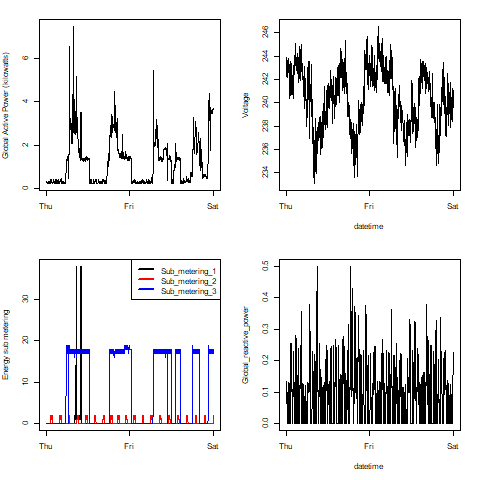 Global Active Power (kilowatts)
6
4
2
0
Thu
Fri
Sat
Voltage
246
244
242
240
238
236
234
Thu
Fri
Sat
datetime
Energy sub metering
30
20
10
0
Sub_metering_1
Sub_metering_2
Sub_metering_3
Thu
Fri
Sat
Global_reactive_power
0.5
0.4
0.3
0.2
0.1
0.0
Thu
Fri
Sat
datetime